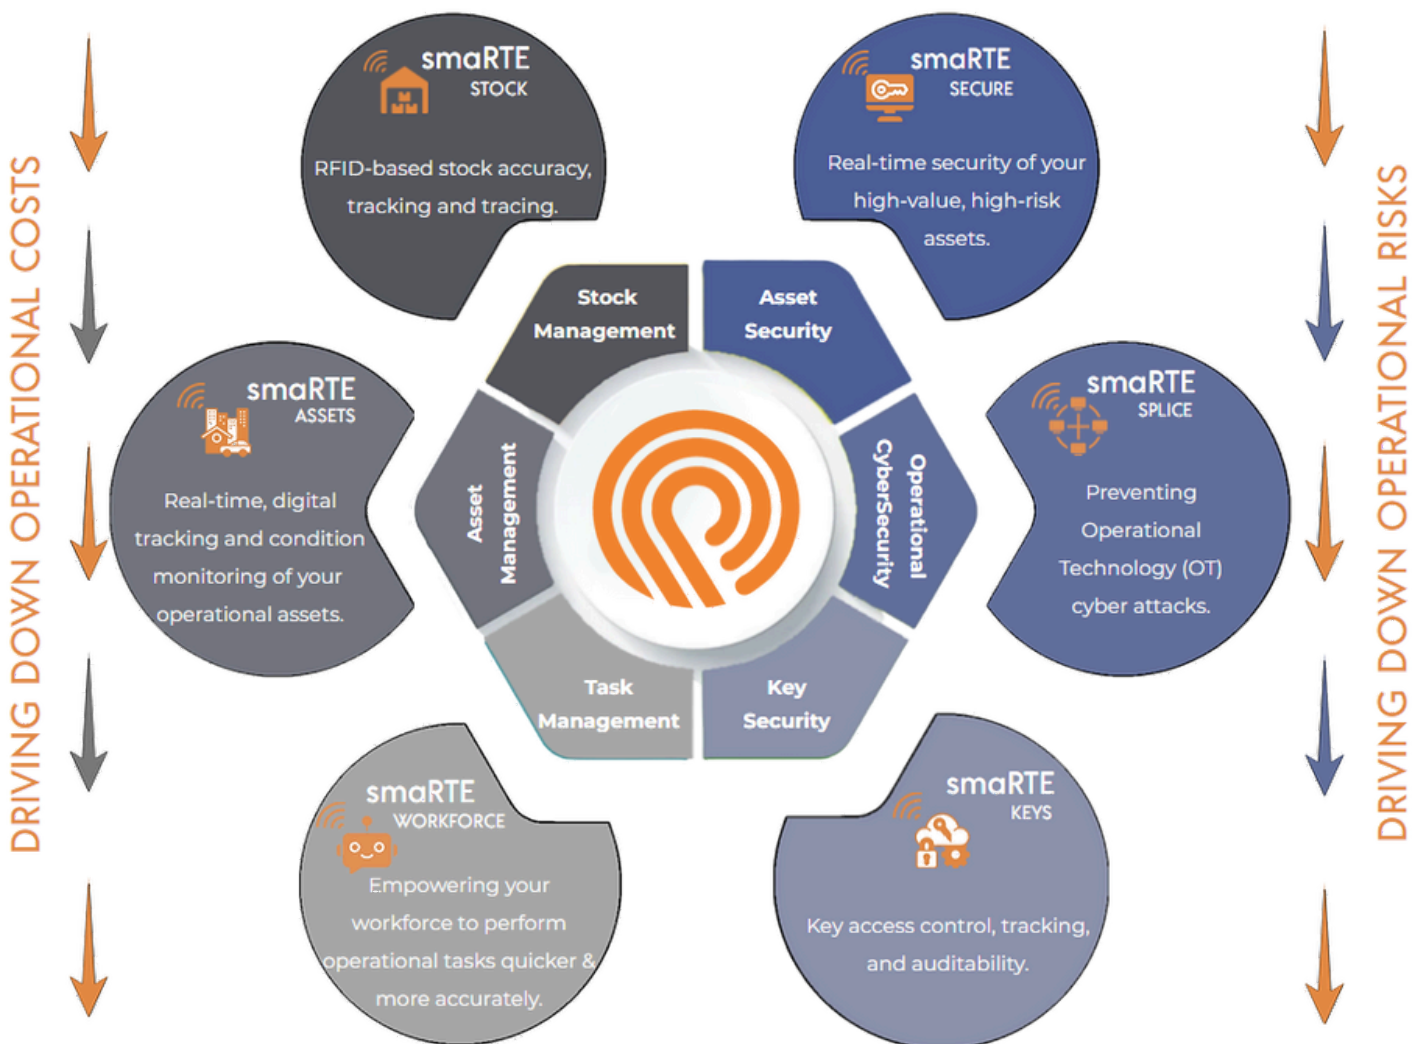 DRIVING DOWN OPERATIONAL COSTS
smaRTE
STOCK
RFID-based stock accuracy,
tracking and tracing.
smaRTE
SECURE
Real-time security of your
high-value, high-risk
assets.
Stock
Management
Asset
Security
smaRTE
ASSETS
Real-time, digital
tracking and condition
monitoring of your
operational assets.
Asset
Management
Operational
CyberSecurity
smaRTE
SPLICE
Preventing
Operational
Technology (OT)
cyber attacks.
Task
Management
Key
Security
smaRTE
WORKFORCE
Empowering your
workforce to perform
operational tasks quicker &
more accurately.
smaRTE
KEYS
Key access control, tracking,
and auditability.
DRIVING DOWN OPERATIONAL RISKS